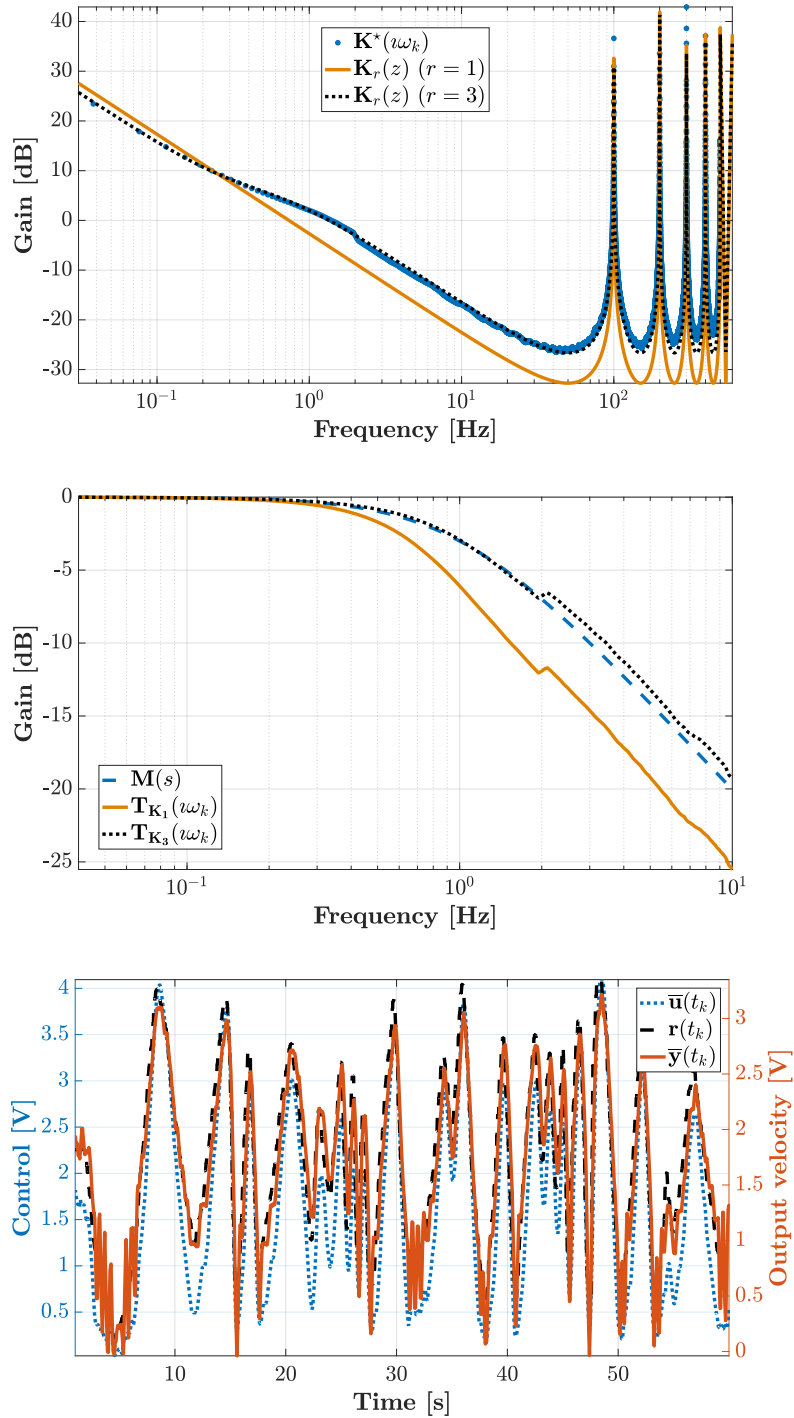 40
30
20
10
0
-10
-20
-30
Gain [dB]
K⋆(ıωₖ)
Kᵣ(z) (r = 1)
Kᵣ(z) (r = 3)
10⁻¹ 10⁰ 10¹ 10²
Frequency [Hz]
0
-5
-10
-15
-20
-25
Gain [dB]
M(s)
T_K₁(ıωₖ)
T_K₃(ıωₖ)
10⁻¹ 10⁰ 10¹
Frequency [Hz]
4
3.5
3
2.5
2
1.5
1
0.5
Control [V]
u̅(tₖ)
r(tₖ)
y̅(tₖ)
3
2.5
2
1.5
1
0.5
0
Output velocity [V]
10 20 30 40 50
Time [s]